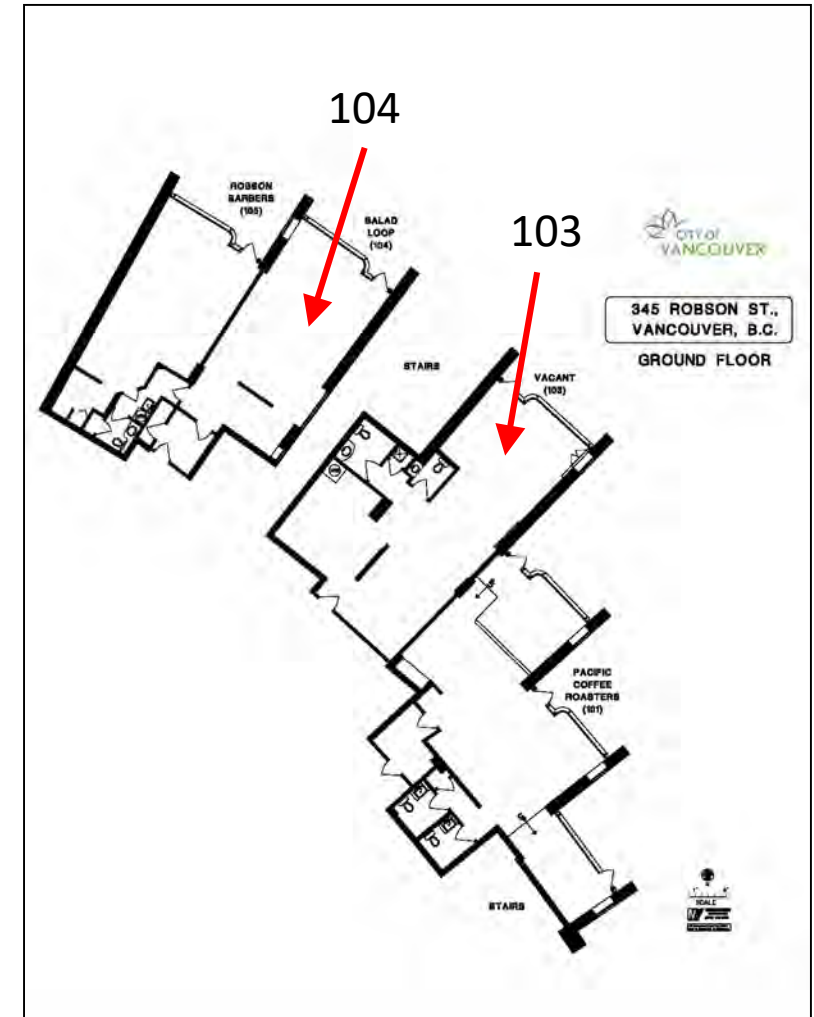 104
ROBSON
BARBERS
(105)
SALAD
LOOP
(104)
103
CITY OF
VANCOUVER
345 ROBSON ST.,
VANCOUVER, B.C.
GROUND FLOOR
STAIRS
VACANT
(103)
PACIFIC
COFFEE
ROASTERS
(101)
STAIRS
SCALE